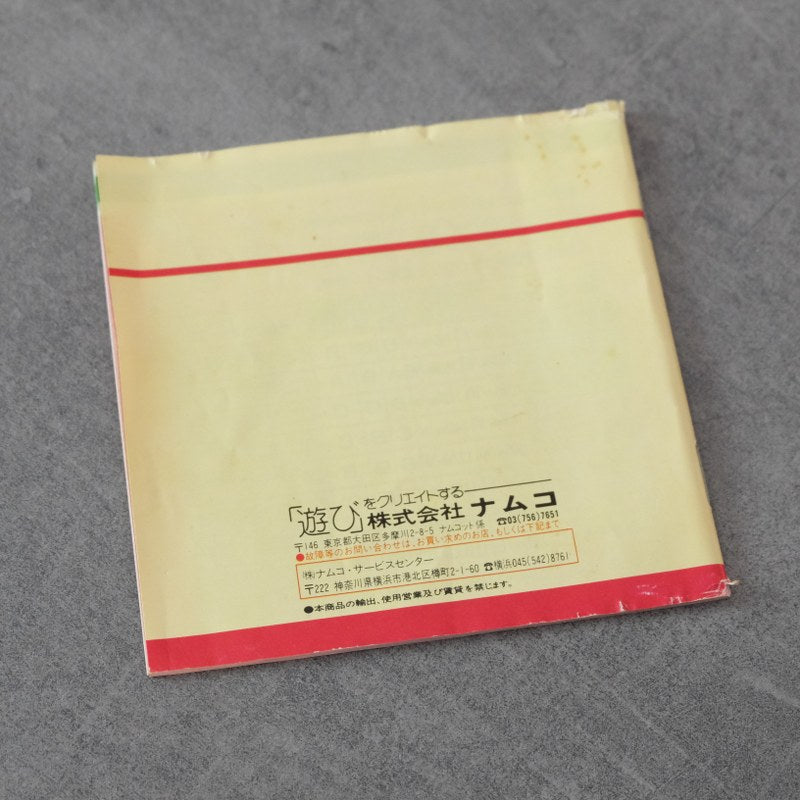 「遊び」をクリエイトする
株式会社 ナムコ
〒146 東京都大田区多摩川2-8-5 ナムコット係 ☎03(756)7651
●故障等のお問い合わせは、お買い求めのお店、もしくは下記まで
㈱ナムコ・サービスセンター
〒222 神奈川県横浜市港北区樽町2-1-60 ☎横浜045(542)8761
●本商品の輸出、使用営業及び賃貸を禁じます。